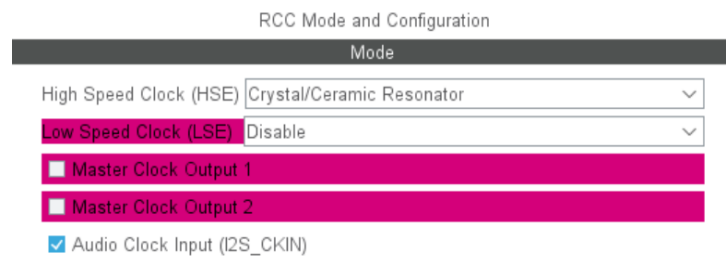 RCC Mode and Configuration
Mode
High Speed Clock (HSE) Crystal/Ceramic Resonator
Low Speed Clock (LSE) Disable
Master Clock Output 1
Master Clock Output 2
Audio Clock Input (I2S_CKIN)